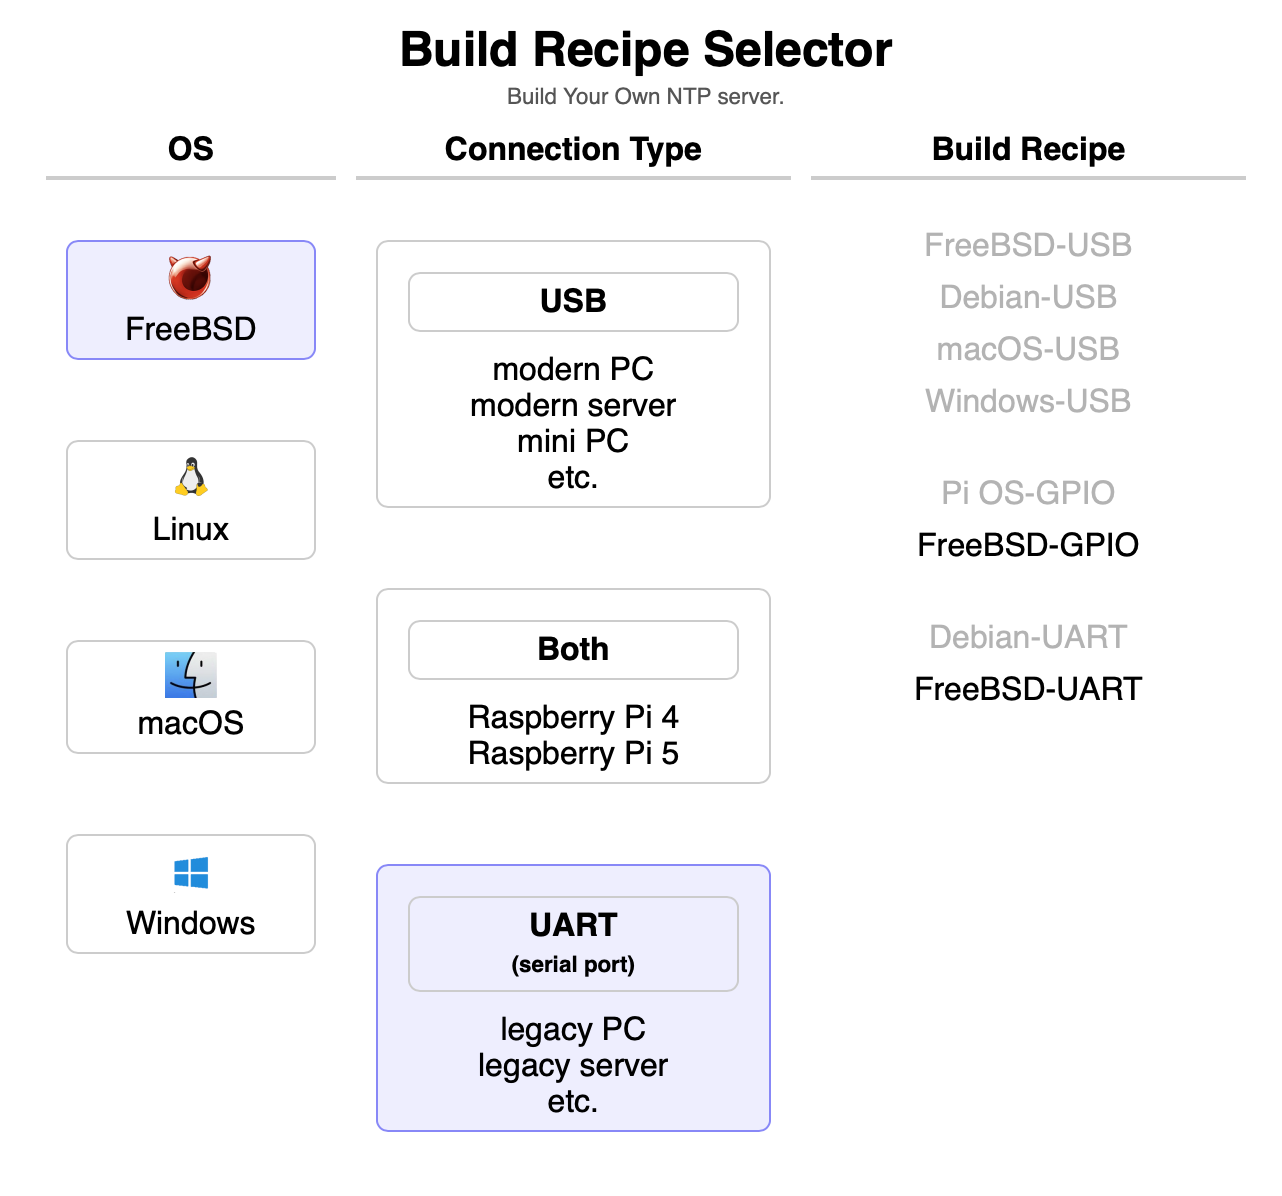 Build Recipe Selector
Build Your Own NTP server.
OS
FreeBSD
Linux
macOS
Windows
Connection Type
USB
modern PC
modern server
mini PC
etc.
Both
Raspberry Pi 4
Raspberry Pi 5
UART
(serial port)
legacy PC
legacy server
etc.
Build Recipe
FreeBSD-USB
Debian-USB
macOS-USB
Windows-USB
Pi OS-GPIO
FreeBSD-GPIO
Debian-UART
FreeBSD-UART